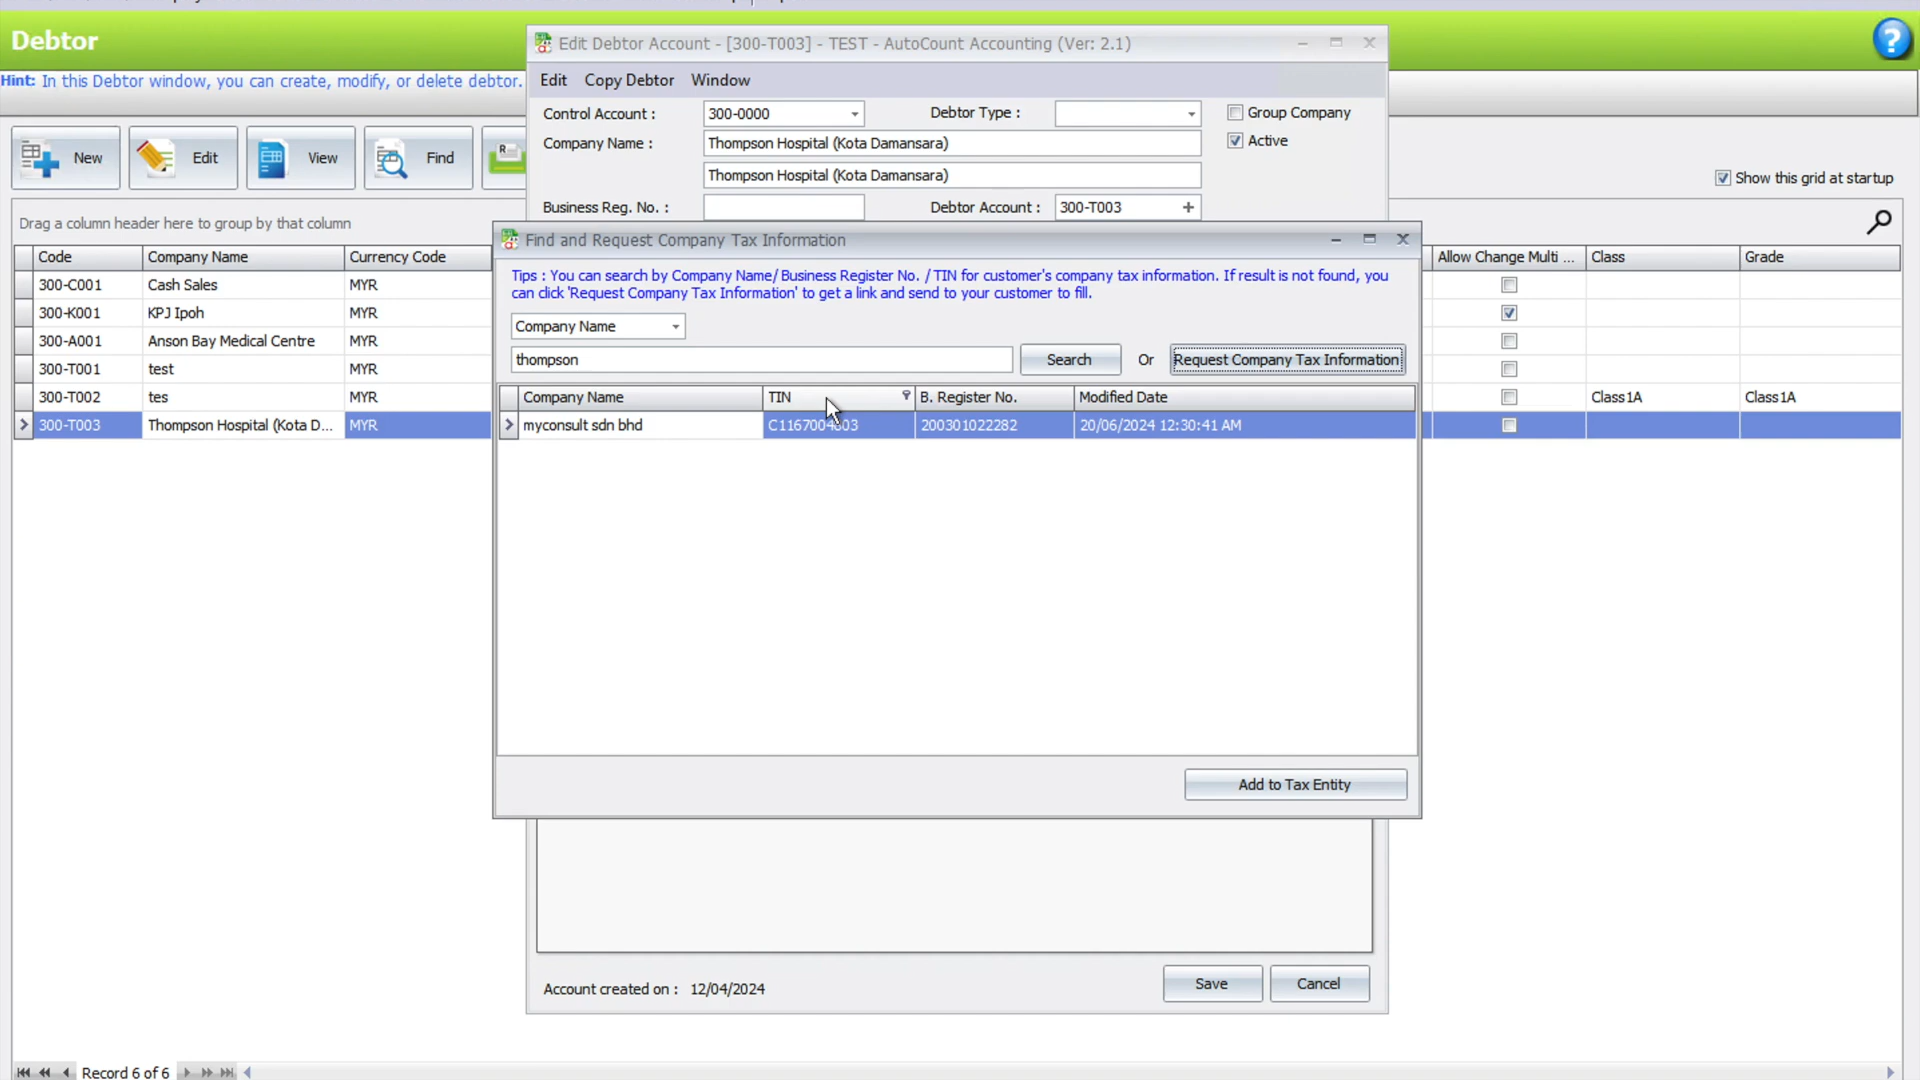 Debtor
Hint: In this Debtor window, you can create, modify, or delete debtor.
New
Edit
View
Find
Show this grid at startup
Drag a column header here to group by that column
Code Company Name Currency Code
Allow Change Multi ... Class Grade
300-C001 Cash Sales MYR
300-K001 KPJ Ipoh MYR
300-A001 Anson Bay Medical Centre MYR
300-T001 test MYR
300-T002 tes MYR Class1A Class1A
300-T003 Thompson Hospital (Kota D... MYR
Record 6 of 6
Edit Debtor Account - [300-T003] - TEST - AutoCount Accounting (Ver: 2.1)
Edit Copy Debtor Window
Control Account : 300-0000 Debtor Type : Group Company
Company Name : Thompson Hospital (Kota Damansara) Active
Thompson Hospital (Kota Damansara)
Business Reg. No. : Debtor Account : 300-T003
Find and Request Company Tax Information
Tips : You can search by Company Name/ Business Register No. / TIN for customer's company tax information. If result is not found, you
can click 'Request Company Tax Information' to get a link and send to your customer to fill.
Company Name
thompson Search Or Request Company Tax Information
Company Name TIN B. Register No. Modified Date
myconsult sdn bhd 200301022282 20/06/2024 12:30:41 AM
Add to Tax Entity
Account created on : 12/04/2024 Save Cancel